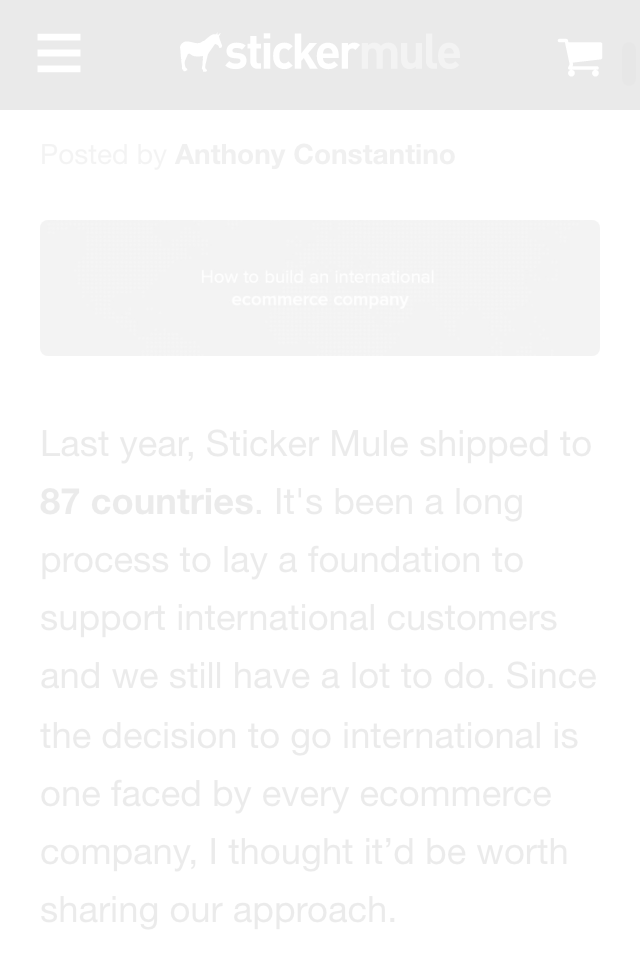 stickermule
Posted by Anthony Constantino
How to build an international
ecommerce company
Last year, Sticker Mule shipped to
87 countries. It's been a long
process to lay a foundation to
support international customers
and we still have a lot to do. Since
the decision to go international is
one faced by every ecommerce
company, I thought it’d be worth
sharing our approach.